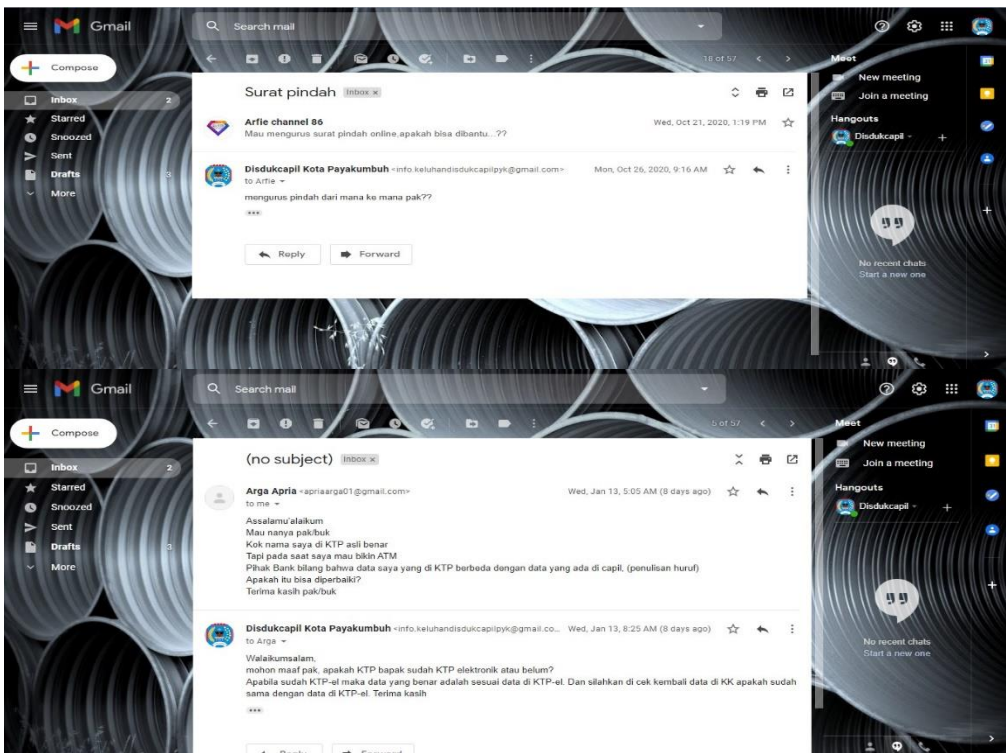 Gmail
Search mail
Compose
18 of 57
Meet
New meeting
Join a meeting
Inbox 2
Starred
Snoozed
Sent
Drafts 3
More
Hangouts
Disdukcapil
No recent chats
Start a new one
Surat pindah Inbox x
Arfie channel 86 Wed, Oct 21, 2020, 1:19 PM
Mau mengurus surat pindah online,apakah bisa dibantu...??
Disdukcapil Kota Payakumbuh <info.keluhandisdukcapilpyk@gmail.com> Mon, Oct 26, 2020, 9:16 AM
to Arfie
mengurus pindah dari mana ke mana pak??
Reply Forward
Gmail
Search mail
Compose
5 of 57
Meet
New meeting
Join a meeting
Inbox 2
Starred
Snoozed
Sent
Drafts 3
More
Hangouts
Disdukcapil
No recent chats
Start a new one
(no subject) Inbox x
Arga Apria <apriaarga01@gmail.com> Wed, Jan 13, 5:05 AM (8 days ago)
to me
Assalamu'alaikum
Mau nanya pak/buk
Kok nama saya di KTP asli benar
Tapi pada saat saya mau bikin ATM
Pihak Bank bilang bahwa data saya yang di KTP berbeda dengan data yang ada di capil, (penulisan huruf)
Apakah itu bisa diperbaiki?
Terima kasih pak/buk
Disdukcapil Kota Payakumbuh <info.keluhandisdukcapilpyk@gmail.co... Wed, Jan 13, 8:25 AM (8 days ago)
to Arga
Walaikumsalam,
mohon maaf pak, apakah KTP bapak sudah KTP elektronik atau belum?
Apabila sudah KTP-el maka data yang benar adalah sesuai data di KTP-el. Dan silahkan di cek kembali data di KK apakah sudah
sama dengan data di KTP-el. Terima kasih
Reply Forward